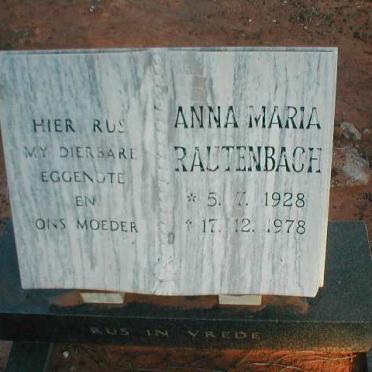 HIER RUS
MY DIERBARE
EGGENOTE
EN
ONS MOEDER
ANNA MARIA
RAUTENBACH
* 5. 7. 1928
† 17. 12. 1978
RUS IN VREDE